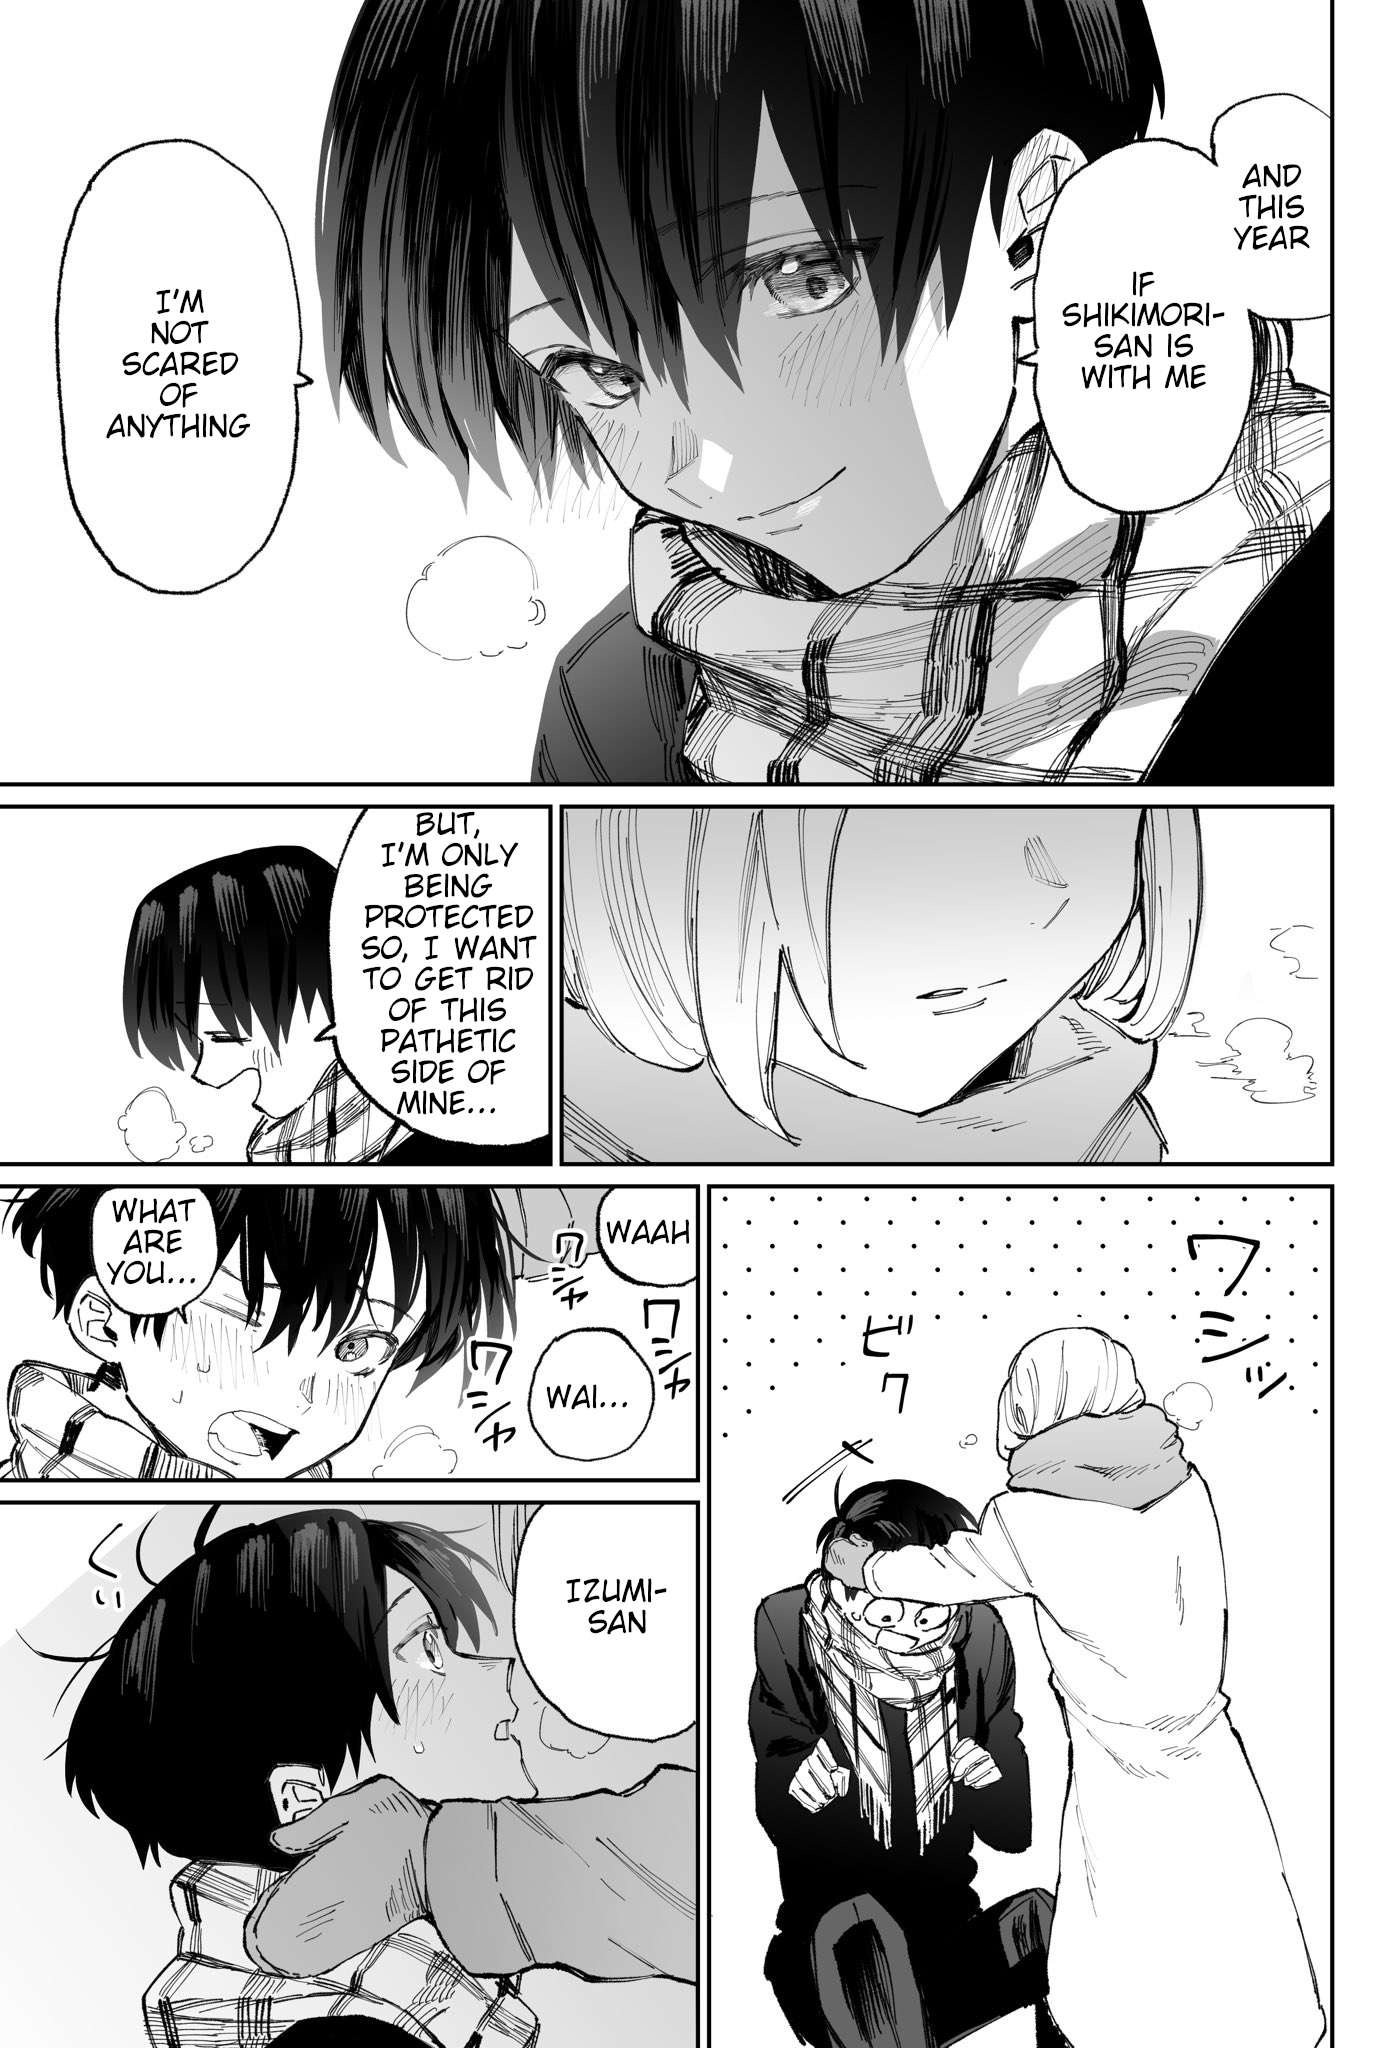 AND
THIS
YEAR
IF
SHIKIMORI-
SAN IS
WITH ME
I'M
NOT
SCARED
OF
ANYTHING
BUT,
I'M ONLY
BEING
PROTECTED
SO, I WANT
TO GET RID
OF THIS
PATHETIC
SIDE OF
MINE...
ワシッ
ビク
WAAH
WAI...
ワシャ
ワシャ
ワシャ
WHAT
ARE
YOU...
IZUMI-
SAN
ぐい